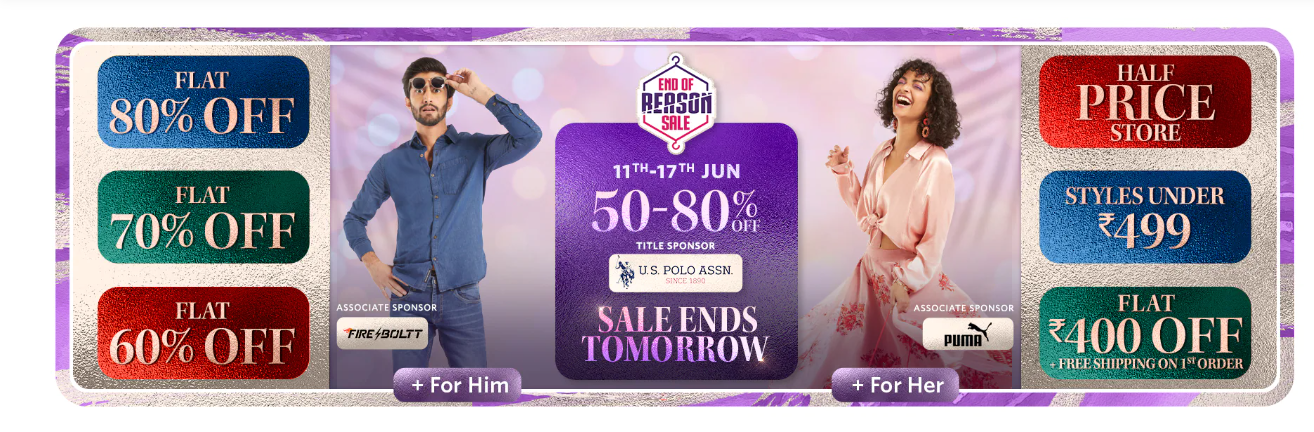 FLAT
80% OFF
FLAT
70% OFF
FLAT
60% OFF
END OF
REASON
SALE
11TH-17TH JUN
50-80% OFF
TITLE SPONSOR
U.S. POLO ASSN.
SINCE 1890
SALE ENDS
TOMORROW
ASSOCIATE SPONSOR
FIRE BOLTT
+ For Him
ASSOCIATE SPONSOR
PUMA
+ For Her
HALF
PRICE
STORE
STYLES UNDER
₹499
FLAT
₹400 OFF
+ FREE SHIPPING ON 1ST ORDER